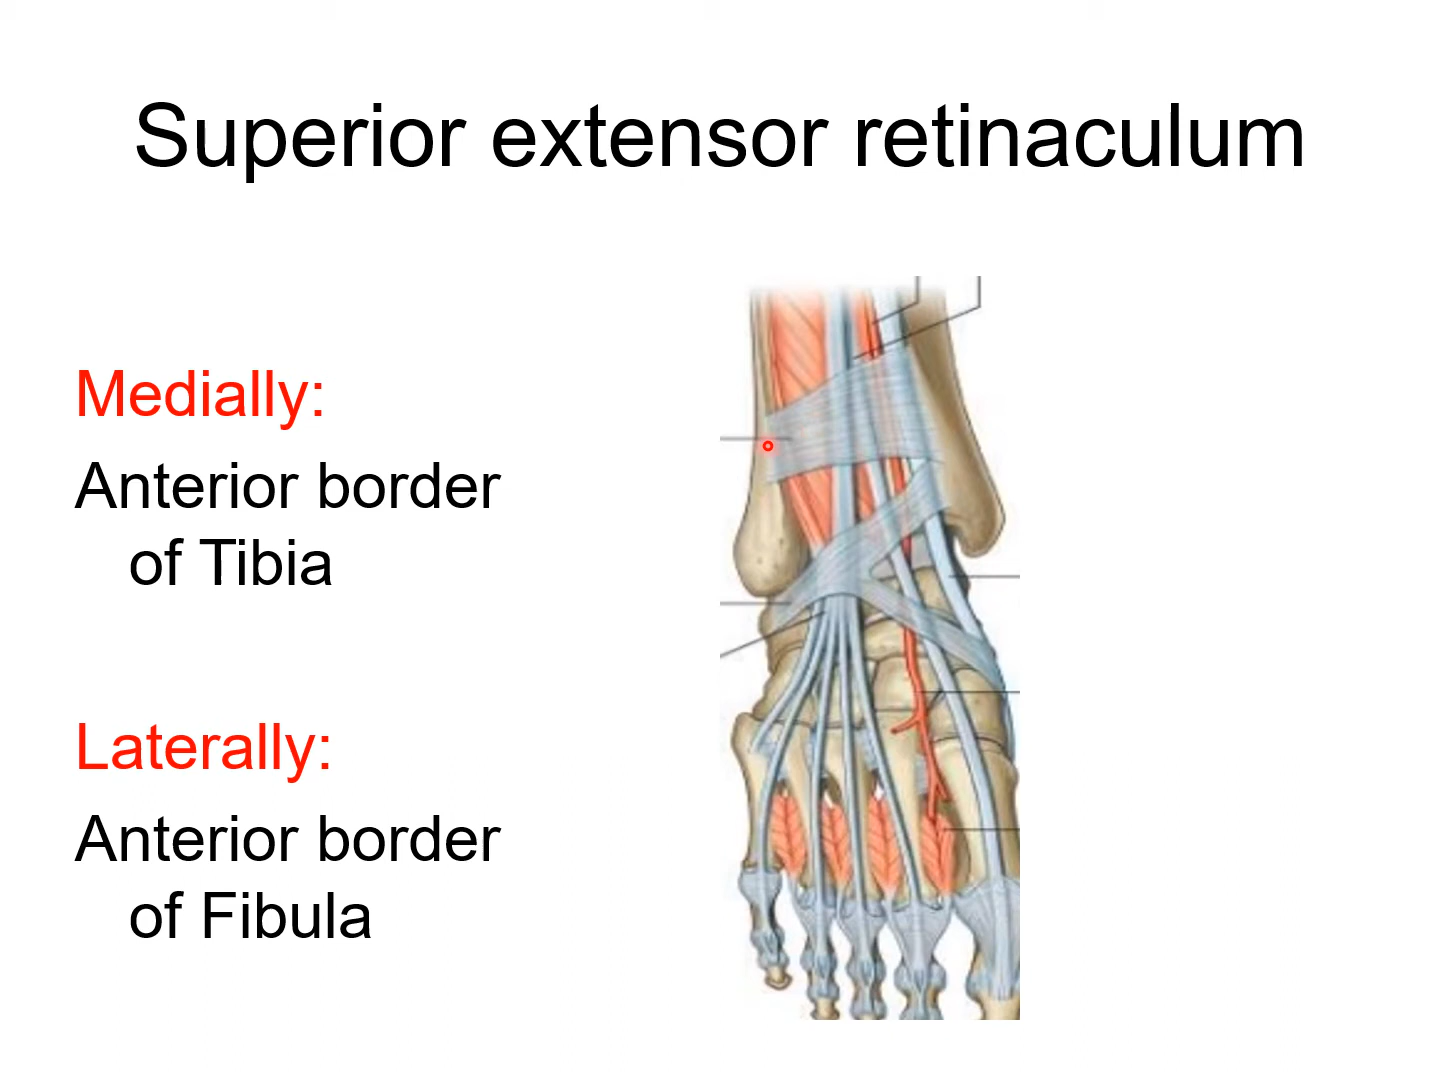 Superior extensor retinaculum
Medially:
Anterior border
of Tibia
Laterally:
Anterior border
of Fibula